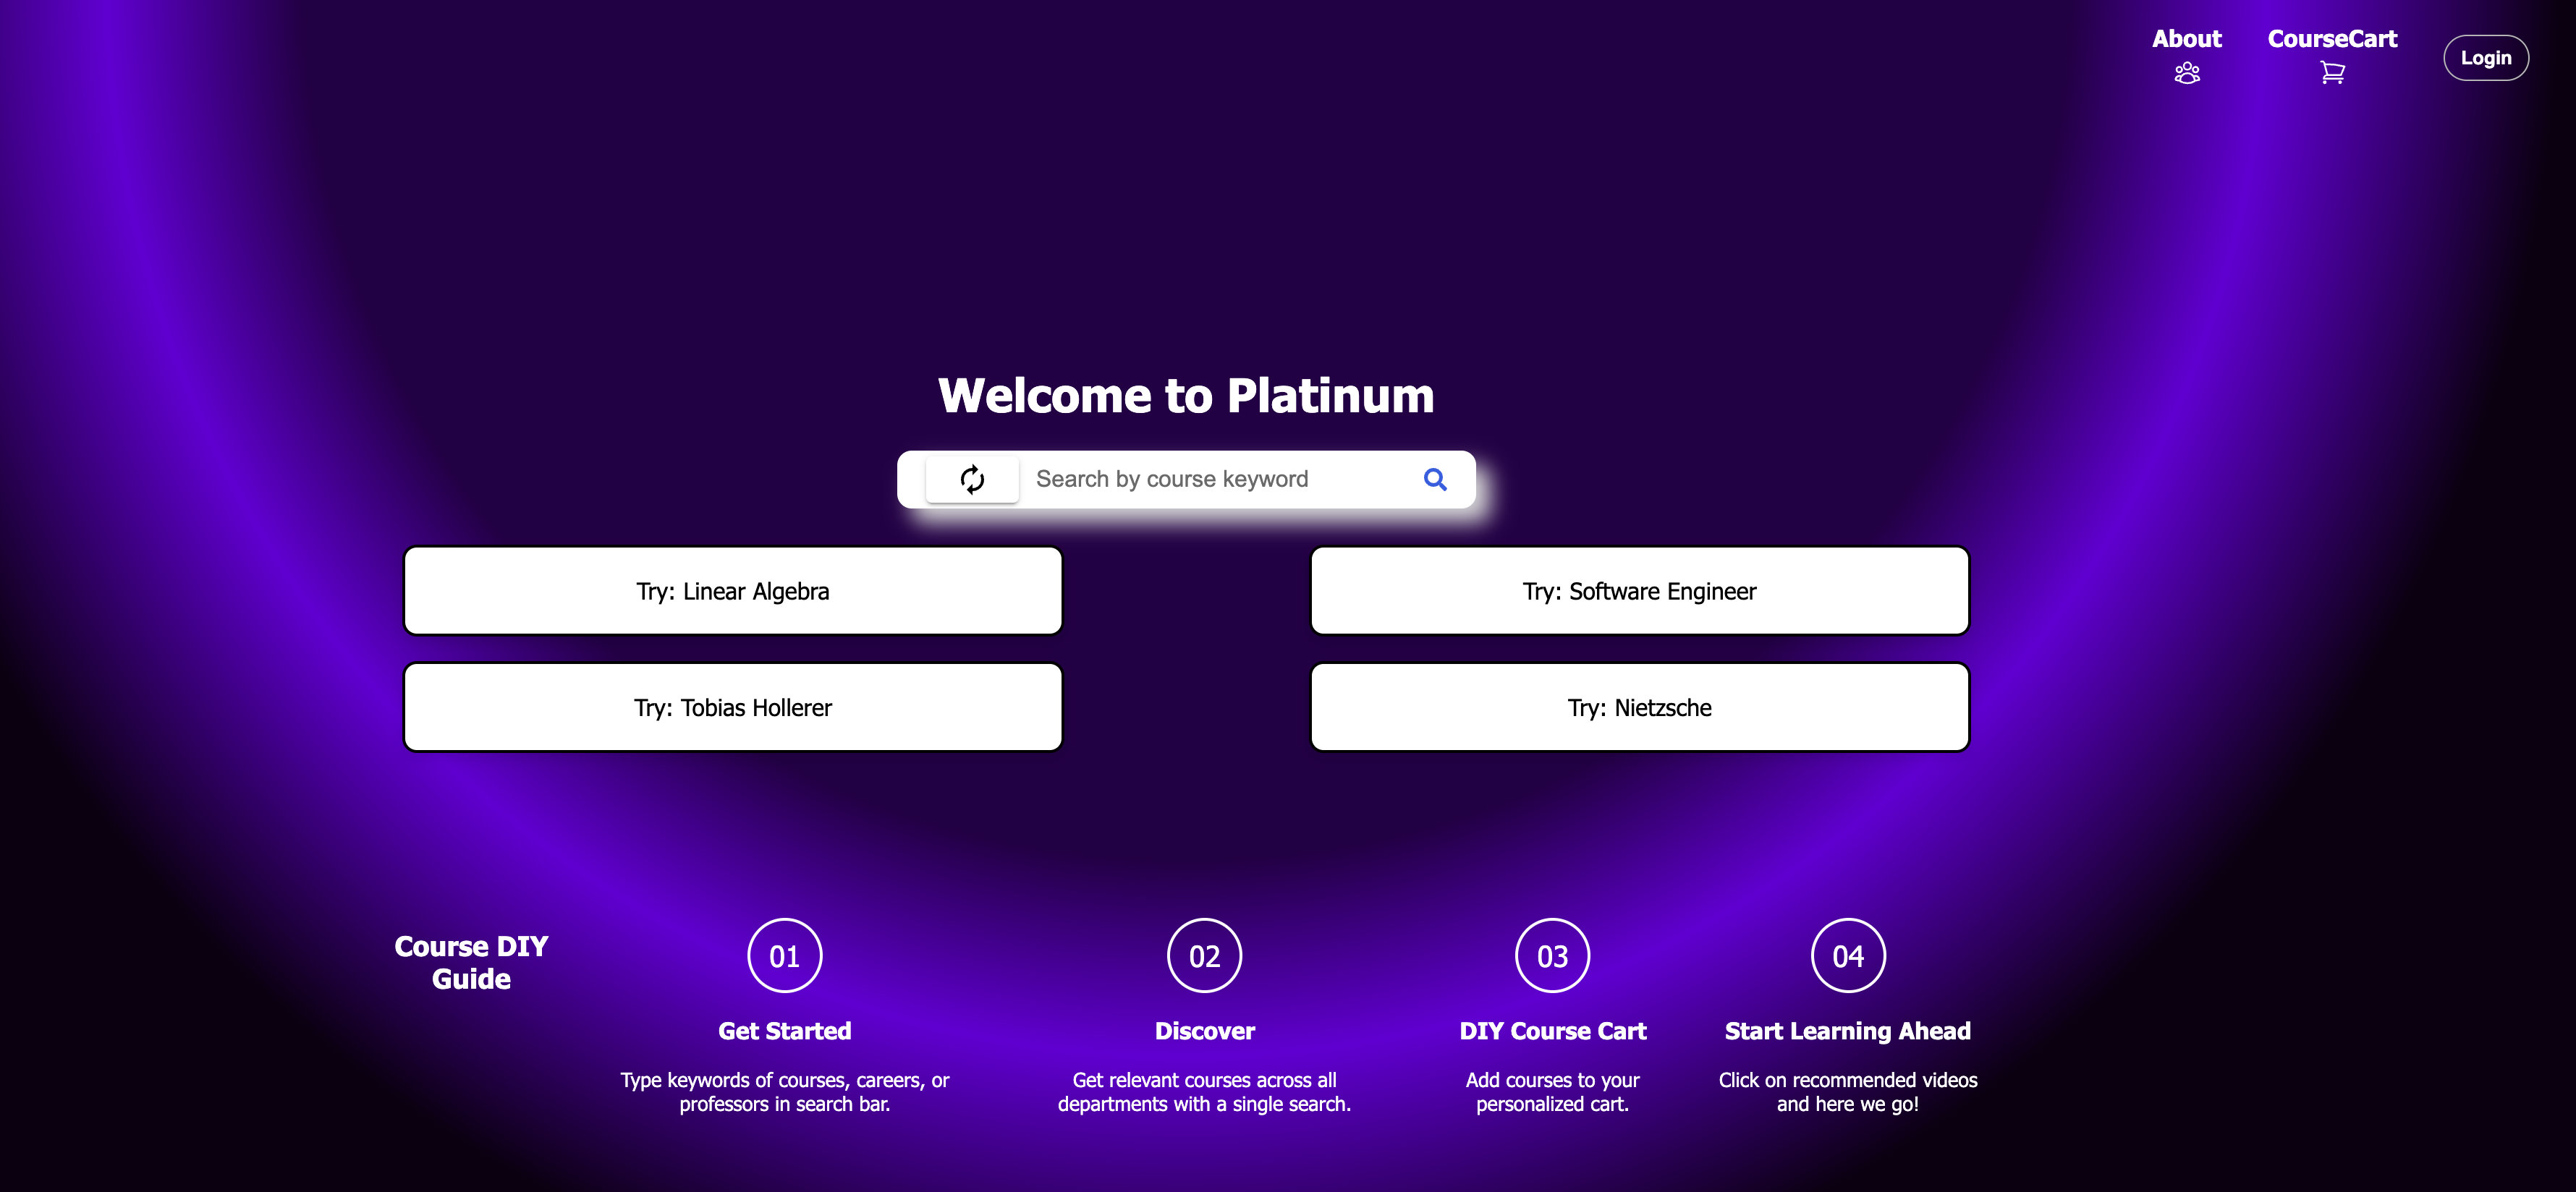 About
CourseCart
Login
Welcome to Platinum
Search by course keyword
Try: Linear Algebra
Try: Software Engineer
Try: Tobias Hollerer
Try: Nietzsche
Course DIY
Guide
01
Get Started
Type keywords of courses, careers, or
professors in search bar.
02
Discover
Get relevant courses across all
departments with a single search.
03
DIY Course Cart
Add courses to your
personalized cart.
04
Start Learning Ahead
Click on recommended videos
and here we go!